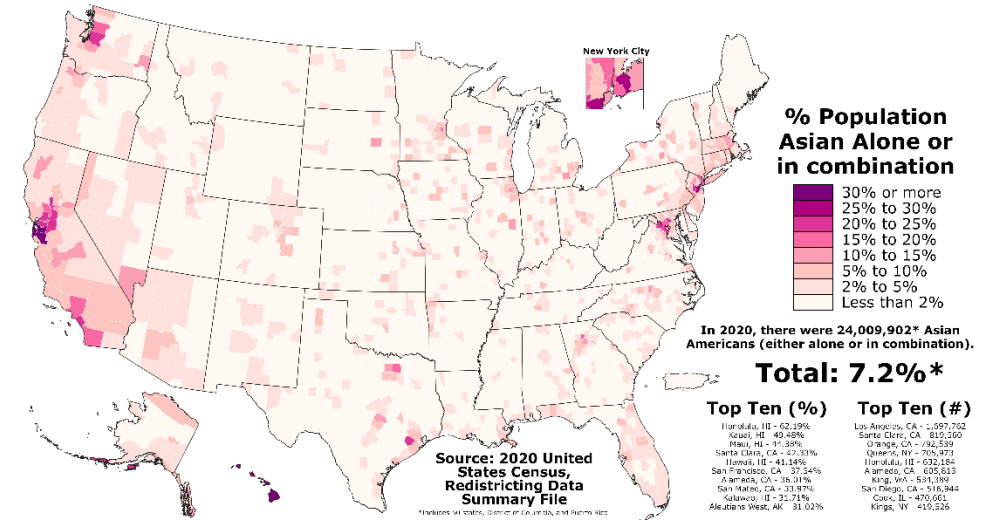 New York City
% Population
Asian Alone or
in combination
30% or more
25% to 30%
20% to 25%
15% to 20%
10% to 15%
5% to 10%
2% to 5%
Less than 2%
In 2020, there were 24,009,902* Asian
Americans (either alone or in combination).
Total: 7.2%*
Top Ten (%)
Honolulu, HI - 62.19%
Kauai, HI - 49.48%
Maui, HI - 44.38%
Santa Clara, CA - 42.33%
Hawaii, HI - 41.14%
San Francisco, CA - 37.54%
Alameda, CA - 36.01%
San Mateo, CA - 33.97%
Kalawao, HI - 31.71%
Aleutians West, AK - 31.02%
Top Ten (#)
Los Angeles, CA - 1,697,762
Santa Clara, CA - 819,560
Orange, CA - 792,539
Queens, NY - 705,973
Honolulu, HI - 632,184
Alameda, CA - 605,813
King, WA - 534,389
San Diego, CA - 516,944
Cook, IL - 470,661
Kings, NY - 419,526
Source: 2020 United
States Census,
Redistricting Data
Summary File
*Includes states, District of Columbia, and Puerto Rico